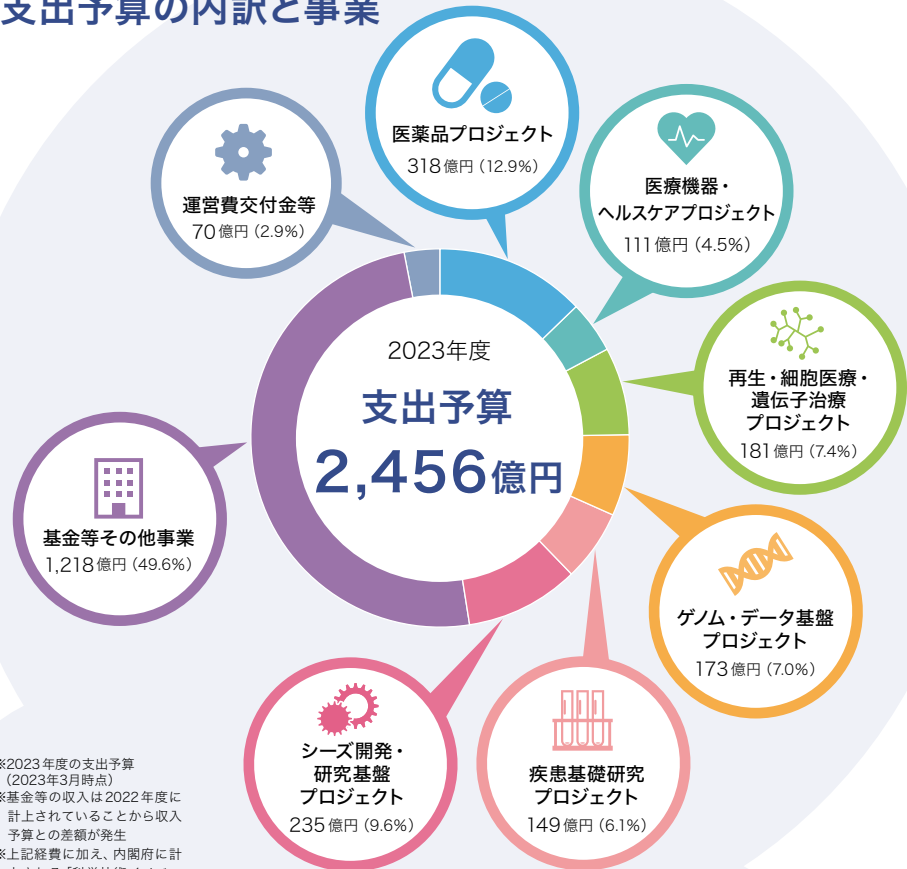 支出予算の内訳と事業
医薬品プロジェクト
318億円（12.9%）
医療機器・
ヘルスケアプロジェクト
111億円（4.5%）
再生・細胞医療・
遺伝子治療
プロジェクト
181億円（7.4%）
ゲノム・データ基盤
プロジェクト
173億円（7.0%）
疾患基礎研究
プロジェクト
149億円（6.1%）
シーズ開発・
研究基盤
プロジェクト
235億円（9.6%）
基金等その他事業
1,218億円（49.6%）
運営費交付金等
70億円（2.9%）
2023年度
支出予算
2,456億円
※2023年度の支出予算
（2023年3月時点）
※基金等の収入は2022年度に
計上されていることから収入
予算との差額が発生
※上記経費に加え、内閣府に計